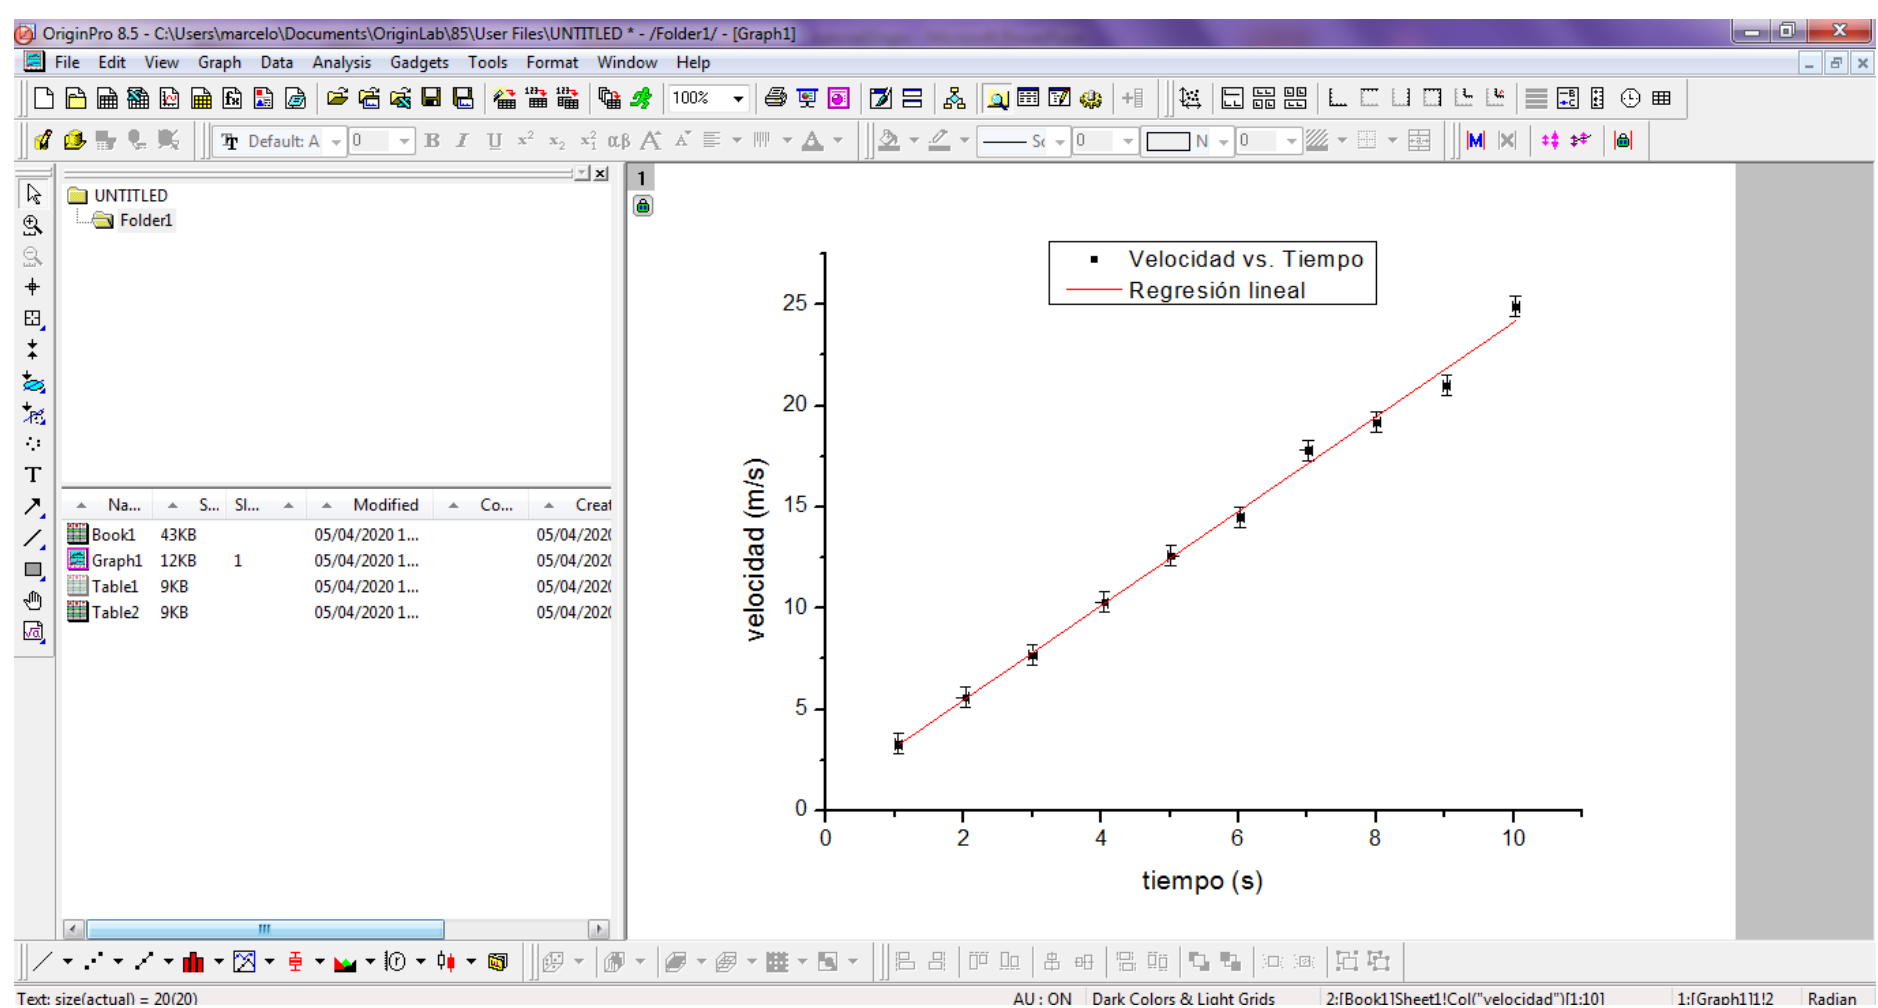 OriginPro 8.5 - C:\Users\marcelo\Documents\OriginLab\85\User Files\UNTITLED * - /Folder1/ - [Graph1]
File Edit View Graph Data Analysis Gadgets Tools Format Window Help
100%
Default: A 0 B I U x² x₂ αβ A A A 0 N 0 M
UNTITLED
Folder1
1
Velocidad vs. Tiempo
Regresión lineal
25
20
15
10
5
0
velocidad (m/s)
0 2 4 6 8 10
tiempo (s)
Na... S... Sl... Modified Co... Creat
Book1 43KB 05/04/2020 1... 05/04/202
Graph1 12KB 1 05/04/2020 1... 05/04/202
Table1 9KB 05/04/2020 1... 05/04/202
Table2 9KB 05/04/2020 1... 05/04/202
T
Text: size(actual) = 20(20) AU : ON Dark Colors & Light Grids 2:[Book1]Sheet1!Col("velocidad")[1:10] 1:[Graph1]1!2 Radian